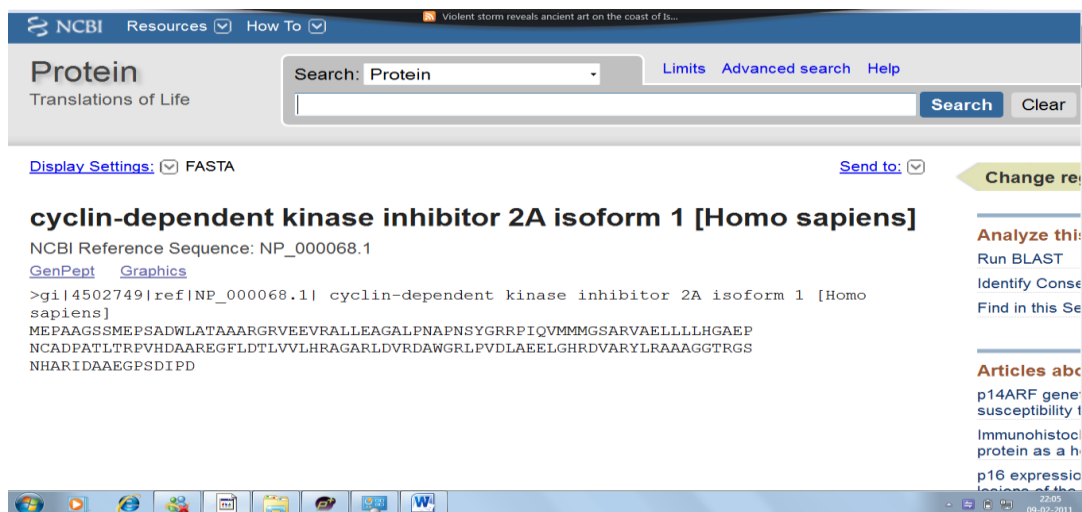 Violent storm reveals ancient art on the coast of Is...
NCBI Resources How To
Protein
Translations of Life
Search: Protein
Limits Advanced search Help
Search Clear
Display Settings: FASTA
Send to:
Change re
cyclin-dependent kinase inhibitor 2A isoform 1 [Homo sapiens]
NCBI Reference Sequence: NP_000068.1
GenPept Graphics
>gi|4502749|ref|NP_000068.1| cyclin-dependent kinase inhibitor 2A isoform 1 [Homo
sapiens]
MEPAAGSSMEPSADWLATAAARGRVEEVRALLEAGALPNAPNSYGRRPIQVMMMGSARVAELLLLHGAEP
NCADPATLTRPVHDAAREGFLDTLVVLHRAGARLDVRDAWGRLPVDLAEELGHRDVARYLRAAAGGTRGS
NHARIDAAEGPSDIPD
Analyze thi
Run BLAST
Identify Conse
Find in this Se
Articles abo
p14ARF gene
susceptibility
Immunohistoc
protein as a h
p16 expressio
22:05
09-02-2011